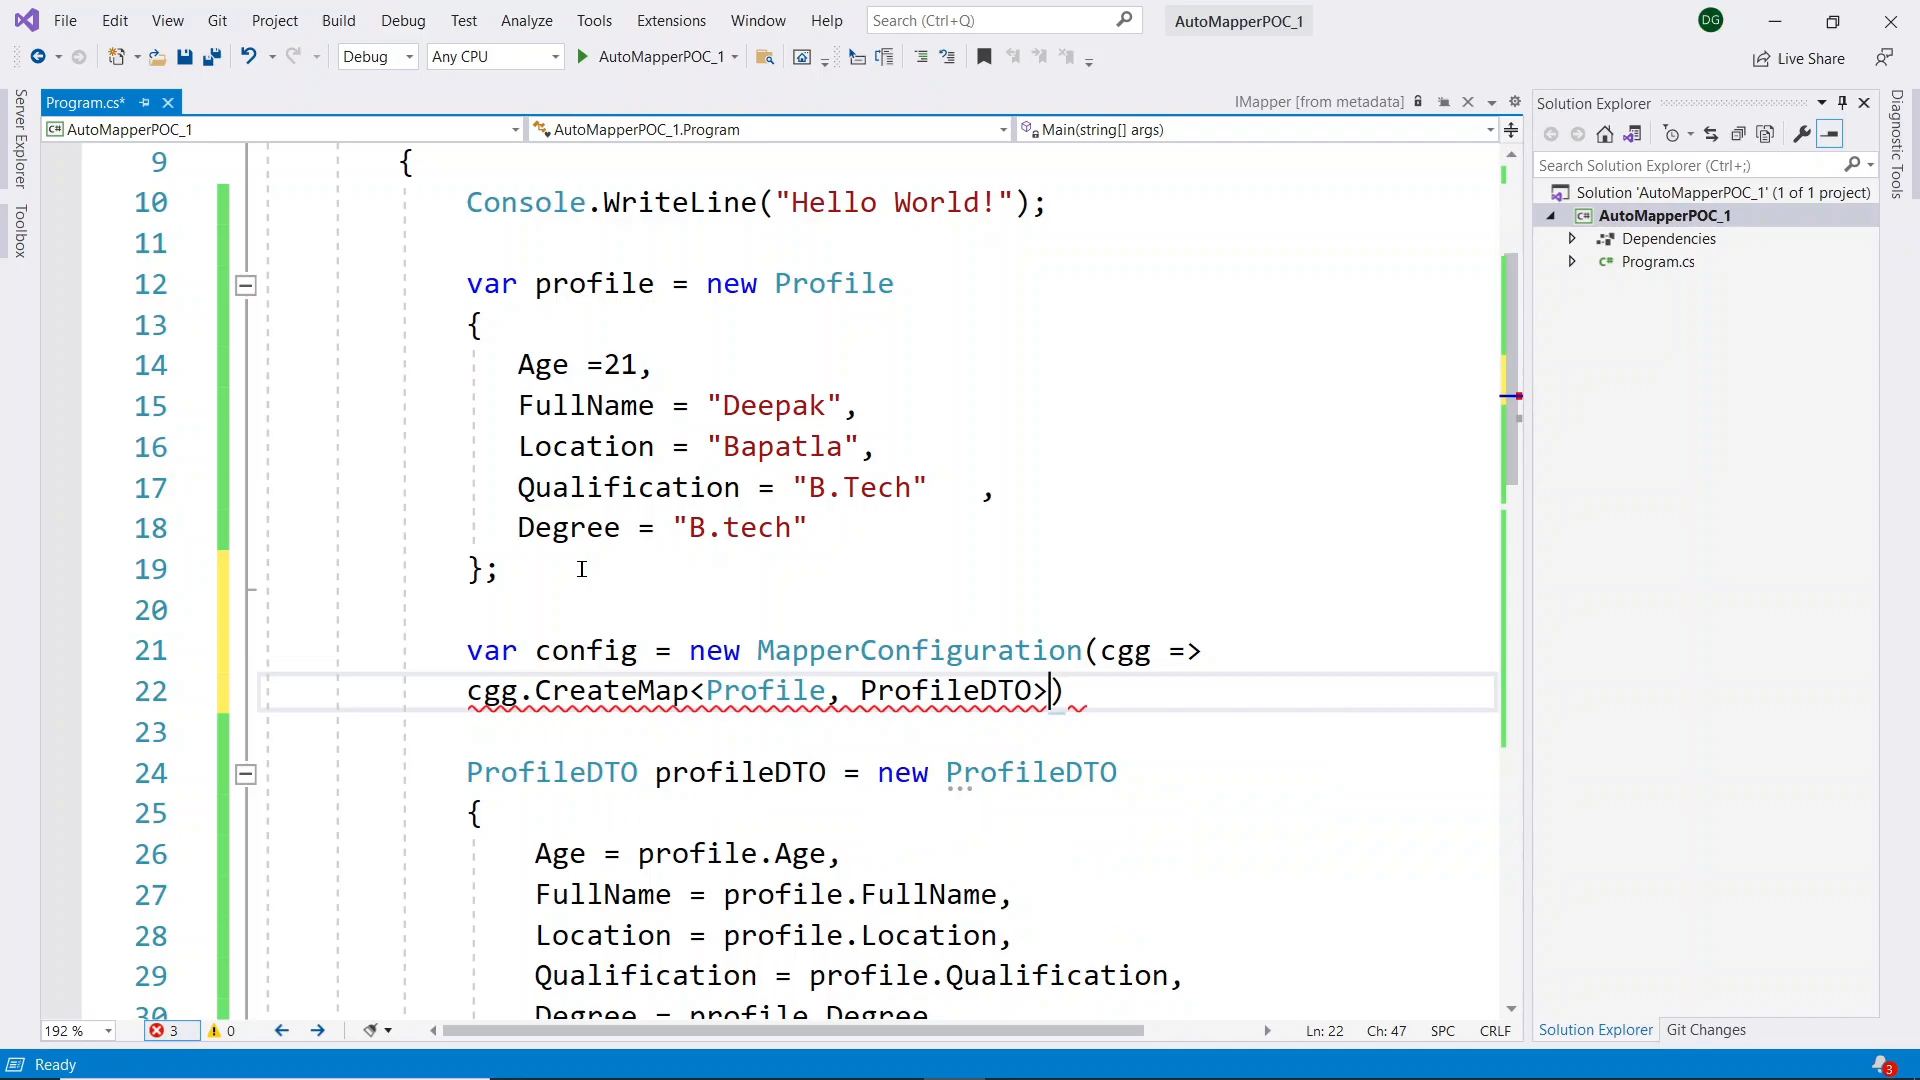 File Edit View Git Project Build Debug Test Analyze Tools Extensions Window Help Search (Ctrl+Q) AutoMapperPOC_1 DG
Debug Any CPU AutoMapperPOC_1 Live Share
Server Explorer
Toolbox
Program.cs* IMapper [from metadata]
C# AutoMapperPOC_1 AutoMapperPOC_1.Program Main(string[] args)
9 {
10 Console.WriteLine("Hello World!");
11
12 var profile = new Profile
13 {
14 Age =21,
15 FullName = "Deepak",
16 Location = "Bapatla",
17 Qualification = "B.Tech" ,
18 Degree = "B.tech"
19 };
20
21 var config = new MapperConfiguration(cgg =>
22 cgg.CreateMap<Profile, ProfileDTO>)
23
24 ProfileDTO profileDTO = new ProfileDTO
25 {
26 Age = profile.Age,
27 FullName = profile.FullName,
28 Location = profile.Location,
29 Qualification = profile.Qualification,
30 Degree = profile.Degree
192 % 3 0 Ln: 22 Ch: 47 SPC CRLF
Solution Explorer
Search Solution Explorer (Ctrl+;)
Solution 'AutoMapperPOC_1' (1 of 1 project)
C# AutoMapperPOC_1
Dependencies
C# Program.cs
Solution Explorer Git Changes
Diagnostic Tools
Ready 3